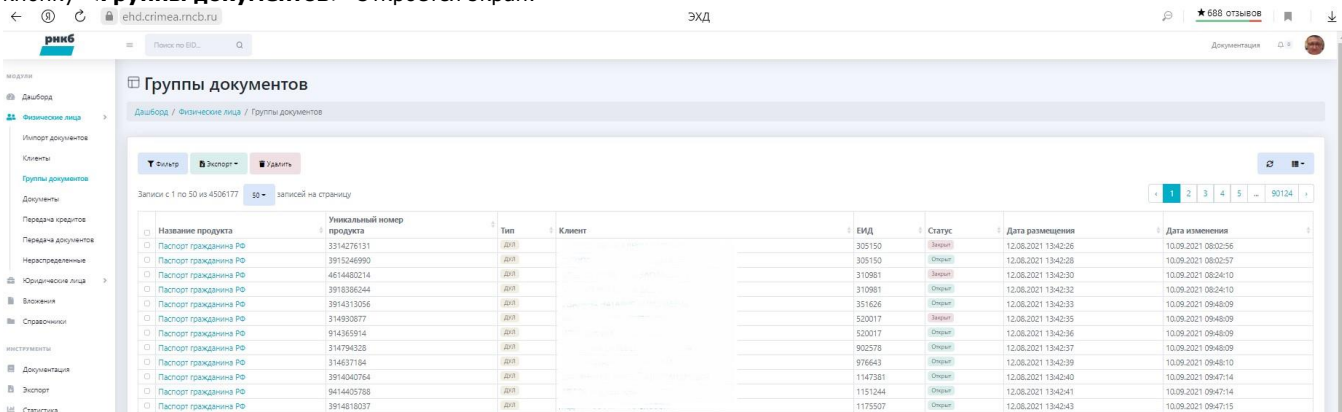 «Группы документов» Откроется экран:
ehd.crimea.rncb.ru
ЭХД
★ 688 отзывов
рнкб
Поиск по EID...
Документация
МОДУЛИ
Дашборд
Физические лица
Импорт документов
Клиенты
Группы документов
Документы
Передача кредитов
Передача документов
Нераспределенные
Юридические лица
Вложения
Справочники
ИНСТРУМЕНТЫ
Документация
Экспорт
Статистика
Группы документов
Дашборд / Физические лица / Группы документов
Фильтр Экспорт Удалить
Записи с 1 по 50 из 4506177 50 записей на страницу
1 2 3 4 5 ... 90124
Название продукта Уникальный номер продукта Тип Клиент ЕИД Статус Дата размещения Дата изменения
Паспорт гражданина РФ 3314276131 ДУЛ 305150 Закрыт 12.08.2021 13:42:26 10.09.2021 08:02:56
Паспорт гражданина РФ 3915246990 ДУЛ 305150 Открыт 12.08.2021 13:42:28 10.09.2021 08:02:57
Паспорт гражданина РФ 4614480214 ДУЛ 310981 Закрыт 12.08.2021 13:42:30 10.09.2021 08:24:10
Паспорт гражданина РФ 3918386244 ДУЛ 310981 Открыт 12.08.2021 13:42:32 10.09.2021 08:24:10
Паспорт гражданина РФ 3914313056 ДУЛ 351626 Открыт 12.08.2021 13:42:33 10.09.2021 09:48:09
Паспорт гражданина РФ 314930877 ДУЛ 520017 Закрыт 12.08.2021 13:42:35 10.09.2021 09:48:09
Паспорт гражданина РФ 914365914 ДУЛ 520017 Открыт 12.08.2021 13:42:36 10.09.2021 09:48:09
Паспорт гражданина РФ 314794328 ДУЛ 902578 Открыт 12.08.2021 13:42:37 10.09.2021 09:48:09
Паспорт гражданина РФ 314637184 ДУЛ 976643 Открыт 12.08.2021 13:42:39 10.09.2021 09:48:10
Паспорт гражданина РФ 3914040764 ДУЛ 1147381 Открыт 12.08.2021 13:42:40 10.09.2021 09:47:14
Паспорт гражданина РФ 9414405788 ДУЛ 1151244 Открыт 12.08.2021 13:42:41 10.09.2021 09:47:14
Паспорт гражданина РФ 3914818037 ДУЛ 1175507 Открыт 12.08.2021 13:42:43 10.09.2021 09:47:15